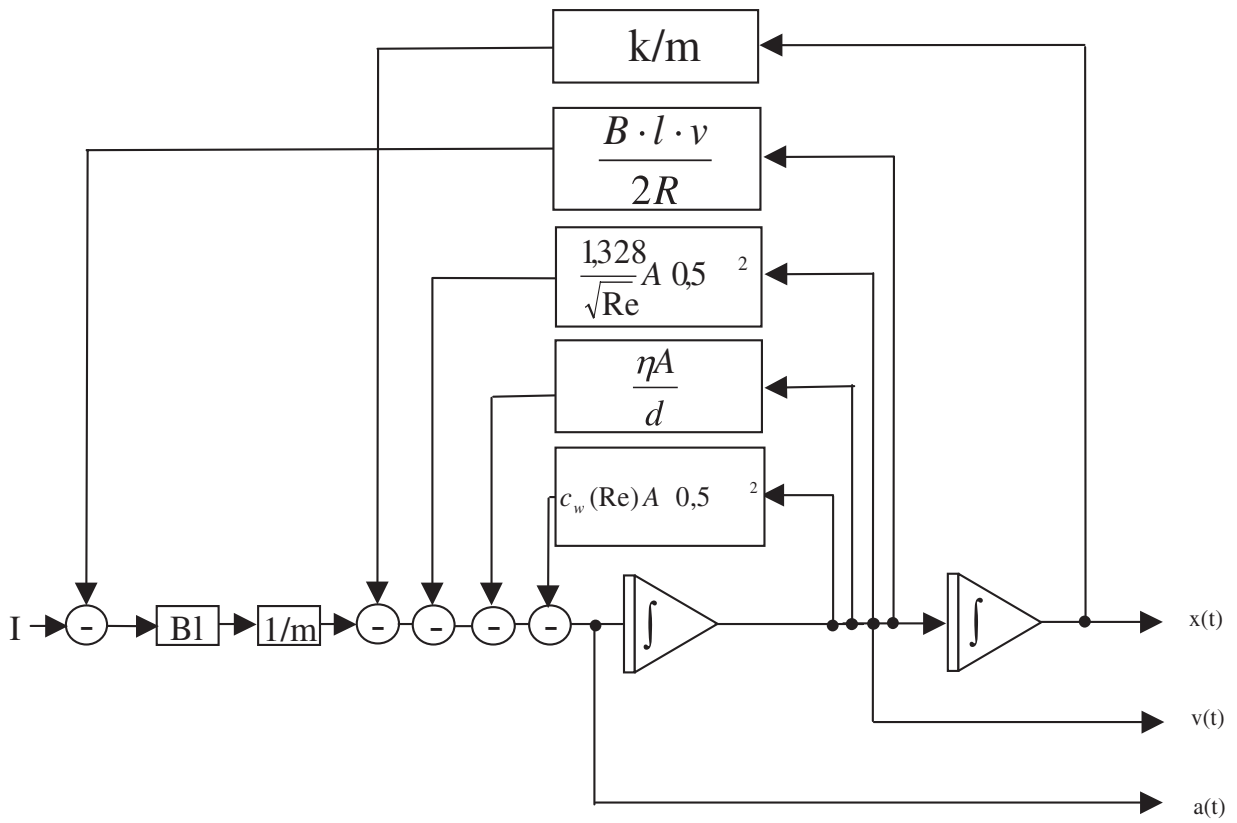 k/m
B · l · v
2R
1,328
√Re
A 0,5 2
ηA
d
c_w (Re) A 0,5 2
I
-
Bl
1/m
-
-
-
-
∫
∫
x(t)
v(t)
a(t)